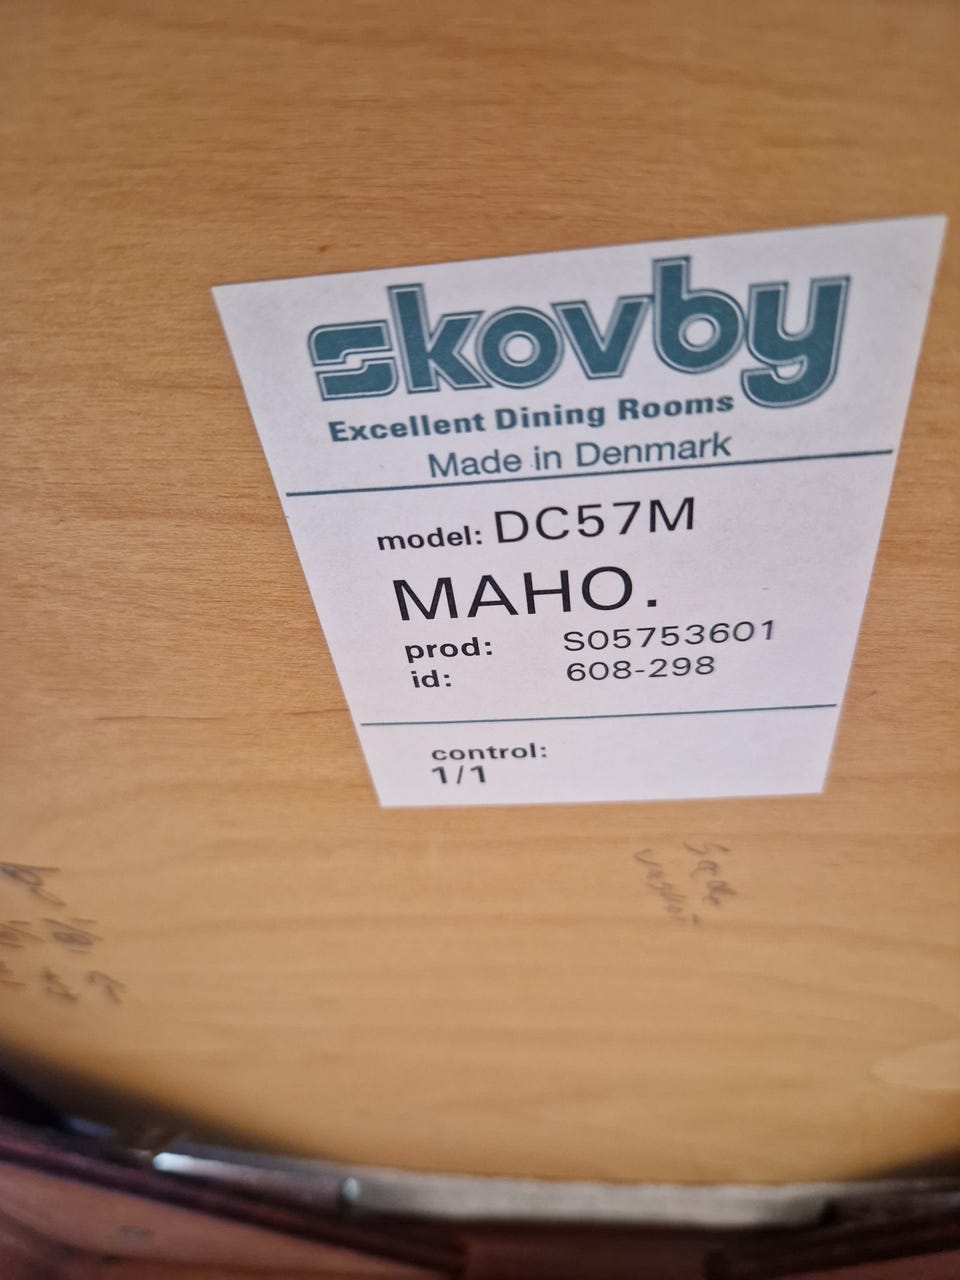 skovby
Excellent Dining Rooms
Made in Denmark
model: DC57M
MAHO.
prod: S05753601
id: 608-298
control:
1/1